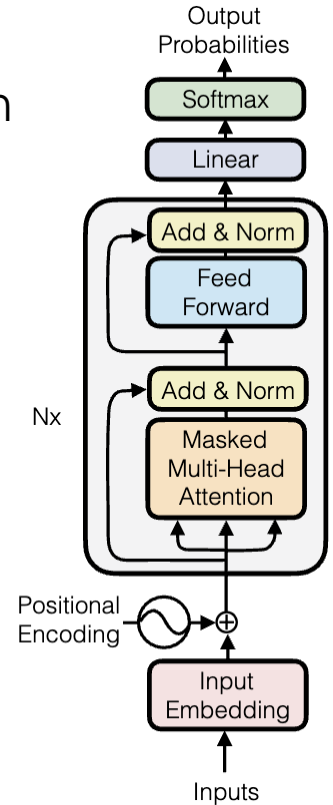 Output
Probabilities
n
Softmax
Linear
Add & Norm
Feed
Forward
Add & Norm
Nx
Masked
Multi-Head
Attention
Positional
Encoding
Input
Embedding
Inputs